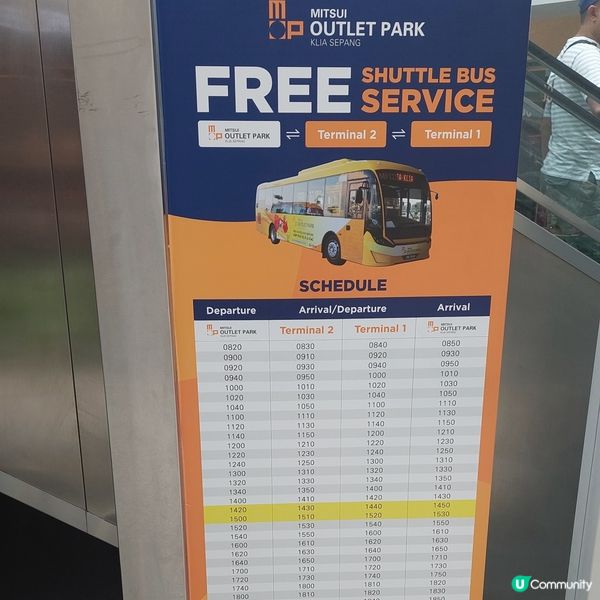 MITSUI
OUTLET PARK
KLIA SEPANG
FREE SHUTTLE BUS SERVICE
MITSUI OUTLET PARK KLIA SEPANG ⇌ Terminal 2 ⇌ Terminal 1
SCHEDULE
Departure Arrival/Departure Arrival
MITSUI OUTLET PARK Terminal 2 Terminal 1 MITSUI OUTLET PARK
0820 0830 0840 0850
0900 0910 0920 0930
0920 0930 0940 0950
0940 0950 1000 1010
1000 1010 1020 1030
1020 1030 1040 1050
1040 1050 1100 1110
1100 1110 1120 1130
1120 1130 1140 1150
1140 1150 1200 1210
1200 1210 1220 1230
1220 1230 1240 1250
1240 1250 1300 1310
1300 1310 1320 1330
1320 1330 1340 1350
1340 1350 1400 1410
1400 1410 1420 1430
1420 1430 1440 1450
1500 1510 1520 1530
1520 1530 1540 1550
1540 1550 1600 1610
1600 1610 1620 1630
1620 1630 1640 1650
1640 1650 1700 1710
1700 1710 1720 1730
1720 1730 1740 1750
1740
1800 1810
U Community